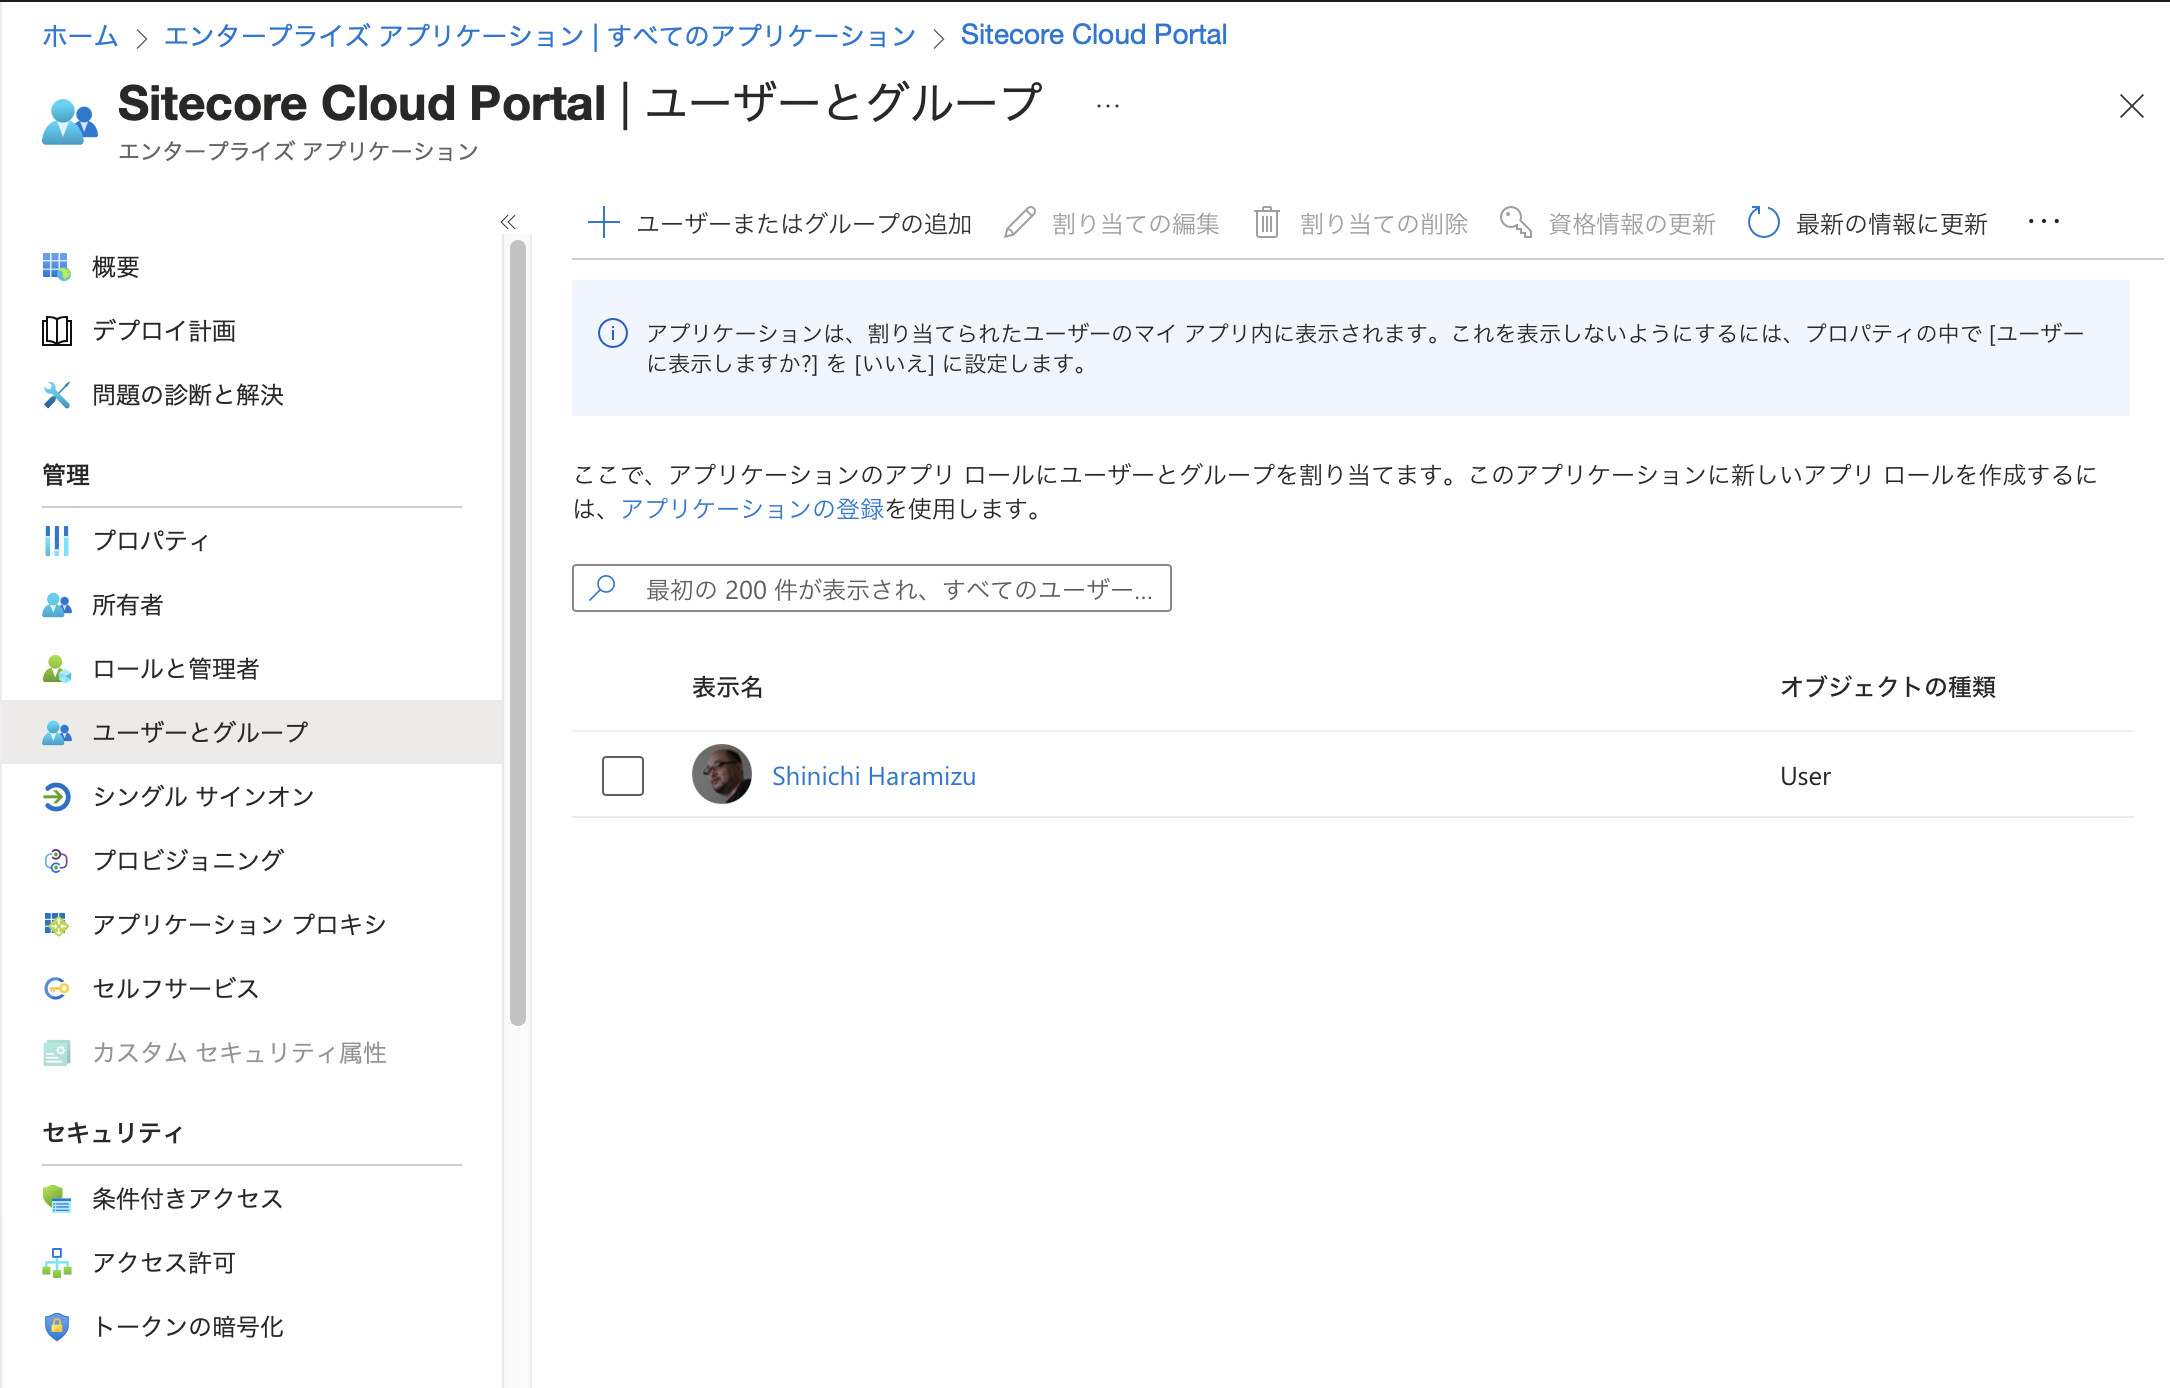 ホーム > エンタープライズ アプリケーション | すべてのアプリケーション > Sitecore Cloud Portal
Sitecore Cloud Portal | ユーザーとグループ ...
エンタープライズ アプリケーション
概要
デプロイ計画
問題の診断と解決
管理
プロパティ
所有者
ロールと管理者
ユーザーとグループ
シングル サインオン
プロビジョニング
アプリケーション プロキシ
セルフサービス
カスタム セキュリティ属性
セキュリティ
条件付きアクセス
アクセス許可
トークンの暗号化
ユーザーまたはグループの追加 割り当ての編集 割り当ての削除 資格情報の更新 最新の情報に更新 ...
アプリケーションは、割り当てられたユーザーのマイ アプリ内に表示されます。これを表示しないようにするには、プロパティの中で [ユーザー
に表示しますか?] を [いいえ] に設定します。
ここで、アプリケーションのアプリ ロールにユーザーとグループを割り当てます。このアプリケーションに新しいアプリ ロールを作成するに
は、アプリケーションの登録を使用します。
最初の 200 件が表示され、すべてのユーザー...
表示名 オブジェクトの種類
Shinichi Haramizu User